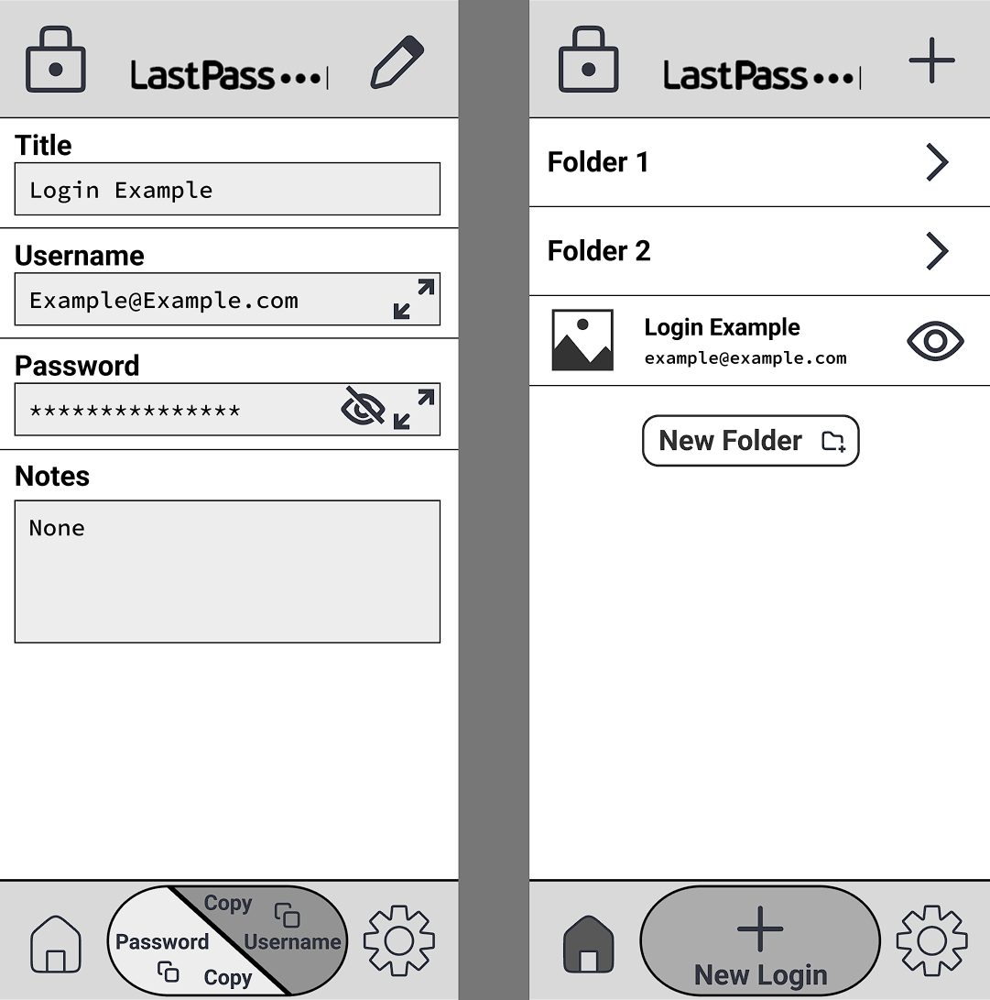 LastPass•••|
Title
Login Example
Username
Example@Example.com
Password
***************
Notes
None
Copy
Username
Password
Copy
LastPass•••|
Folder 1
Folder 2
Login Example
example@example.com
New Folder
New Login